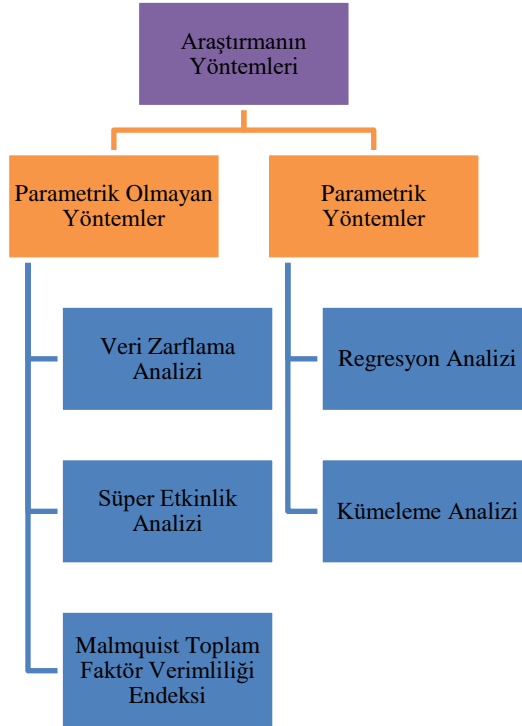 Araştırmanın
Yöntemleri
Parametrik Olmayan
Yöntemler
Parametrik
Yöntemler
Veri Zarflama
Analizi
Regresyon Analizi
Süper Etkinlik
Analizi
Kümeleme Analizi
Malmquist Toplam
Faktör Verimliliği
Endeksi